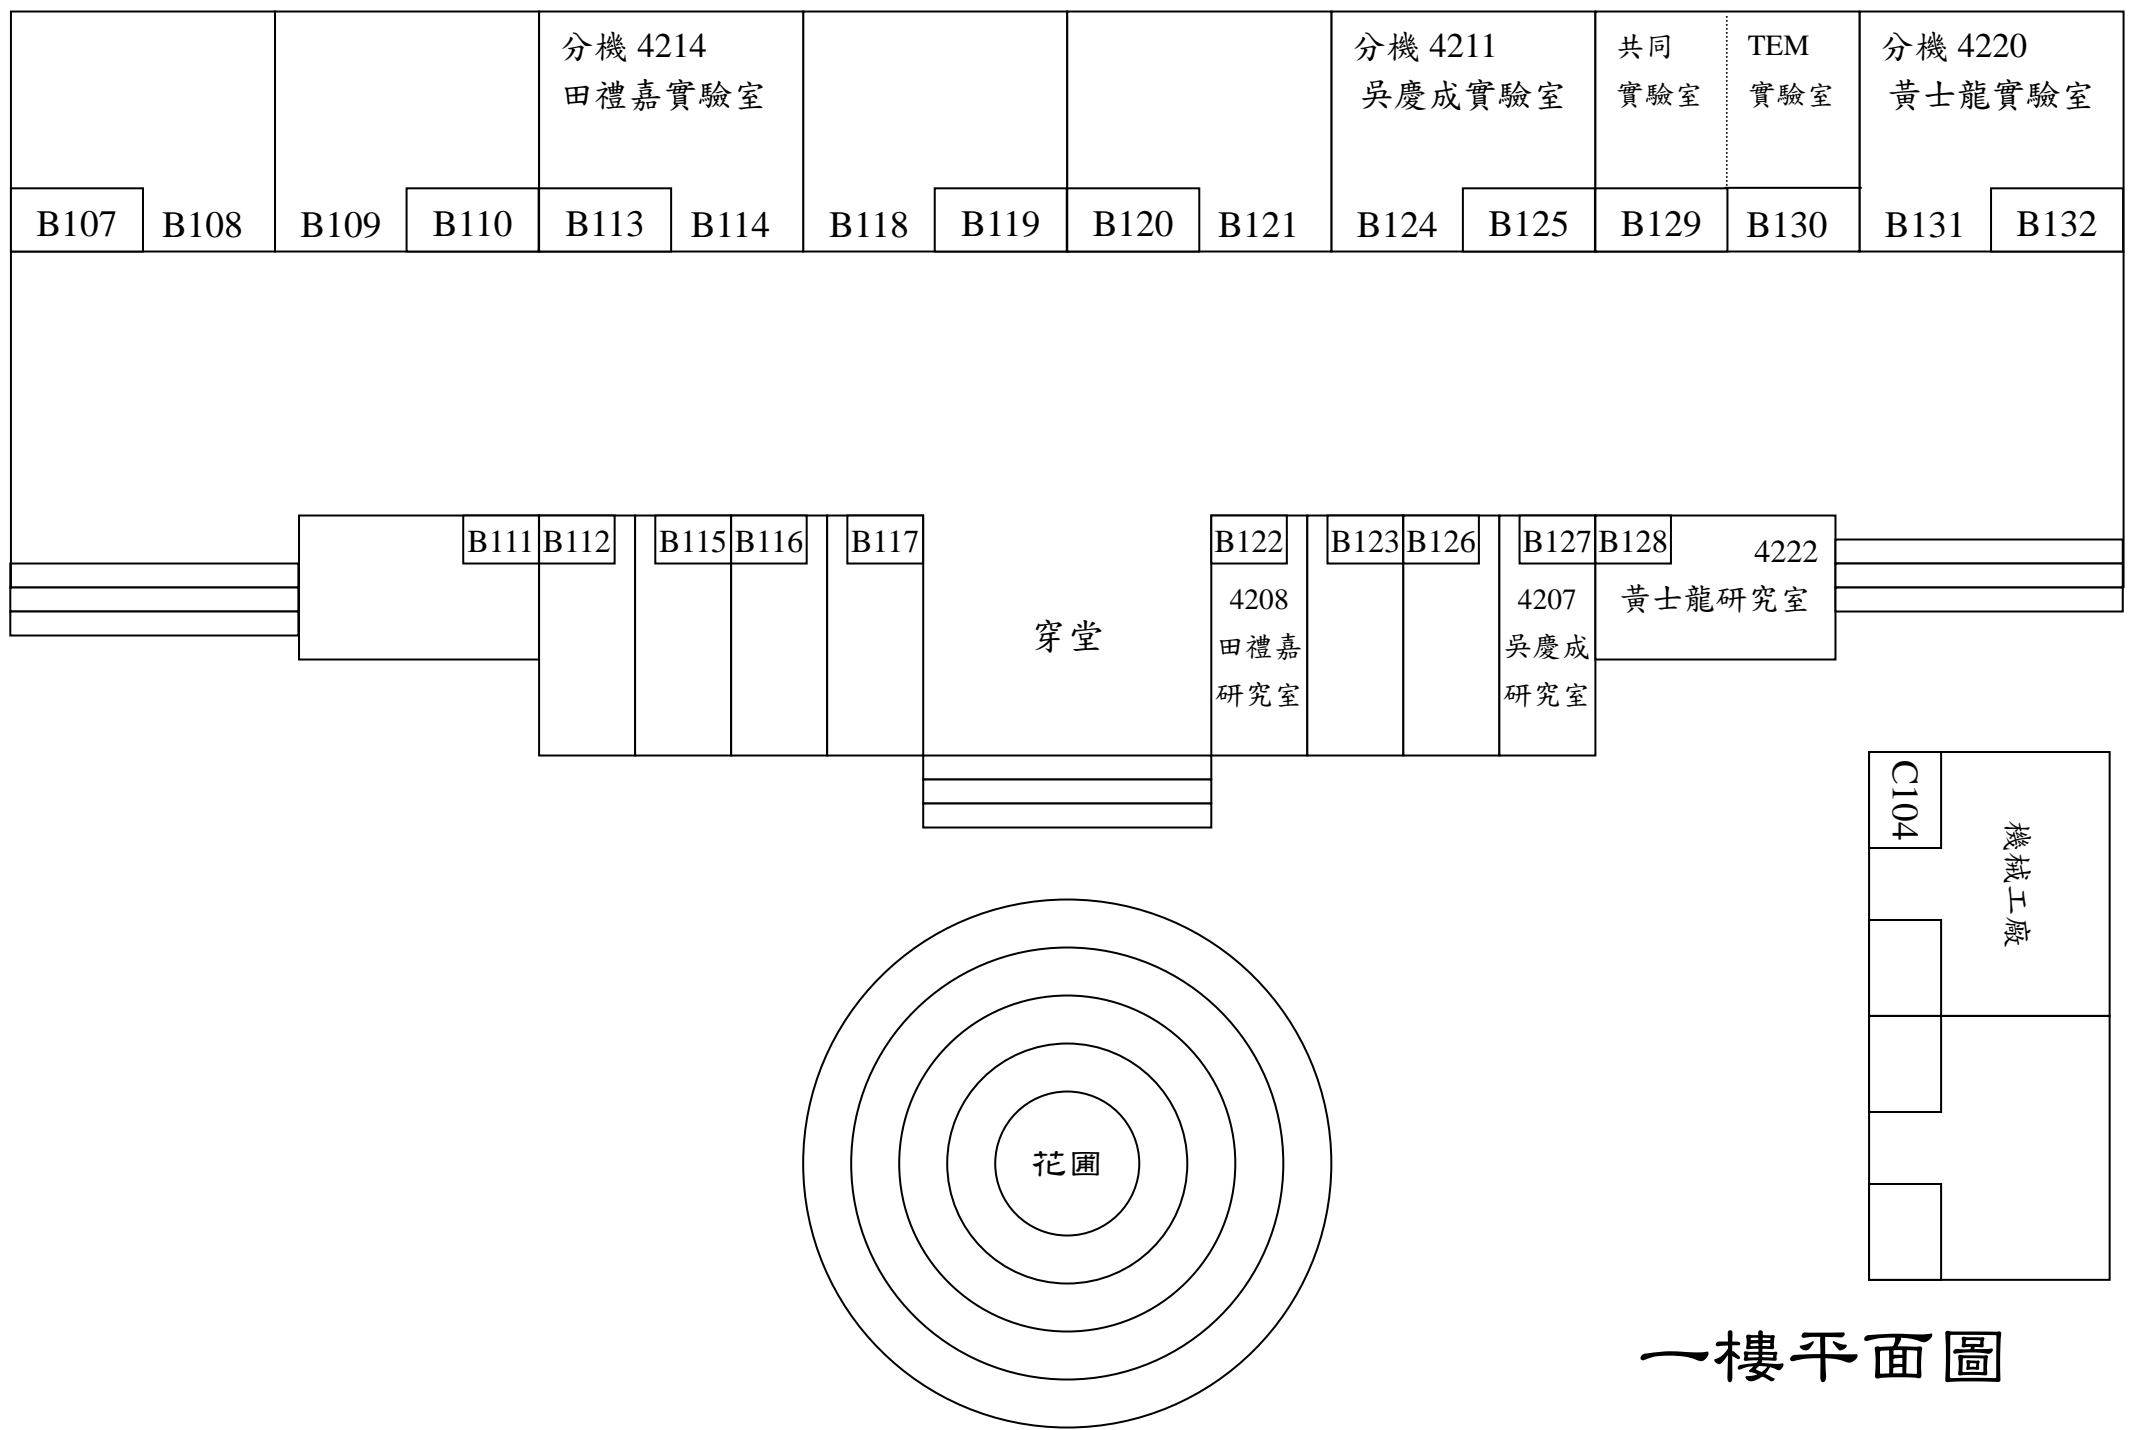 分機 4214
田禮嘉實驗室
分機 4211
吳慶成實驗室
共同
實驗室
TEM
實驗室
分機 4220
黃士龍實驗室
B107
B108
B109
B110
B113
B114
B118
B119
B120
B121
B124
B125
B129
B130
B131
B132
B111
B112
B115
B116
B117
穿堂
B122
4208
田禮嘉
研究室
B123
B126
B127
4207
吳慶成
研究室
B128
4222
黃士龍研究室
C104
機械工廠
花圃
一樓平面圖